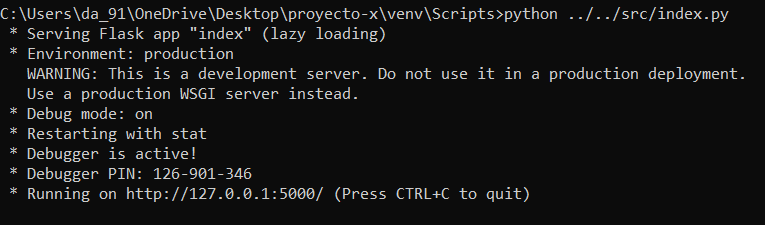 C:\Users\da_91\OneDrive\Desktop\proyecto-x\venv\Scripts>python ../../src/index.py
* Serving Flask app "index" (lazy loading)
* Environment: production
WARNING: This is a development server. Do not use it in a production deployment.
Use a production WSGI server instead.
* Debug mode: on
* Restarting with stat
* Debugger is active!
* Debugger PIN: 126-901-346
* Running on http://127.0.0.1:5000/ (Press CTRL+C to quit)